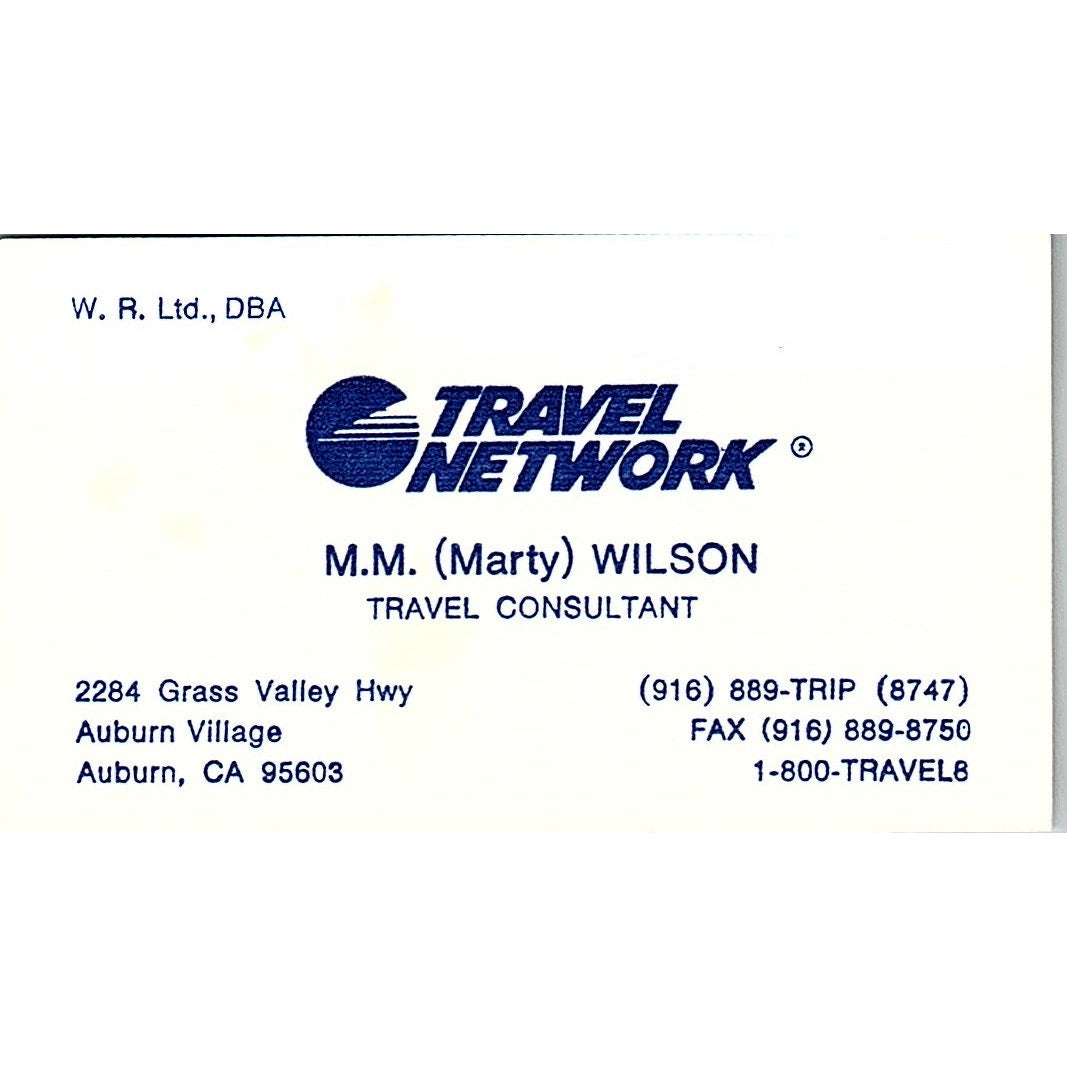 W. R. Ltd., DBA
TRAVEL
NETWORK ®
M.M. (Marty) WILSON
TRAVEL CONSULTANT
2284 Grass Valley Hwy
Auburn Village
Auburn, CA 95603
(916) 889-TRIP (8747)
FAX (916) 889-8750
1-800-TRAVEL8